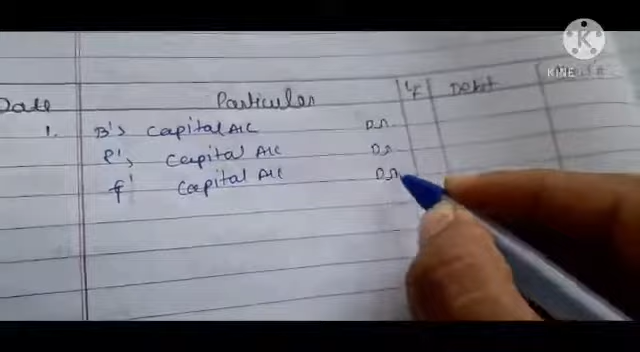 Date Particular L.F Debit
1. B's Capital A/C Dr.
P's Capital A/C Dr
Capital A/C Dr.
K